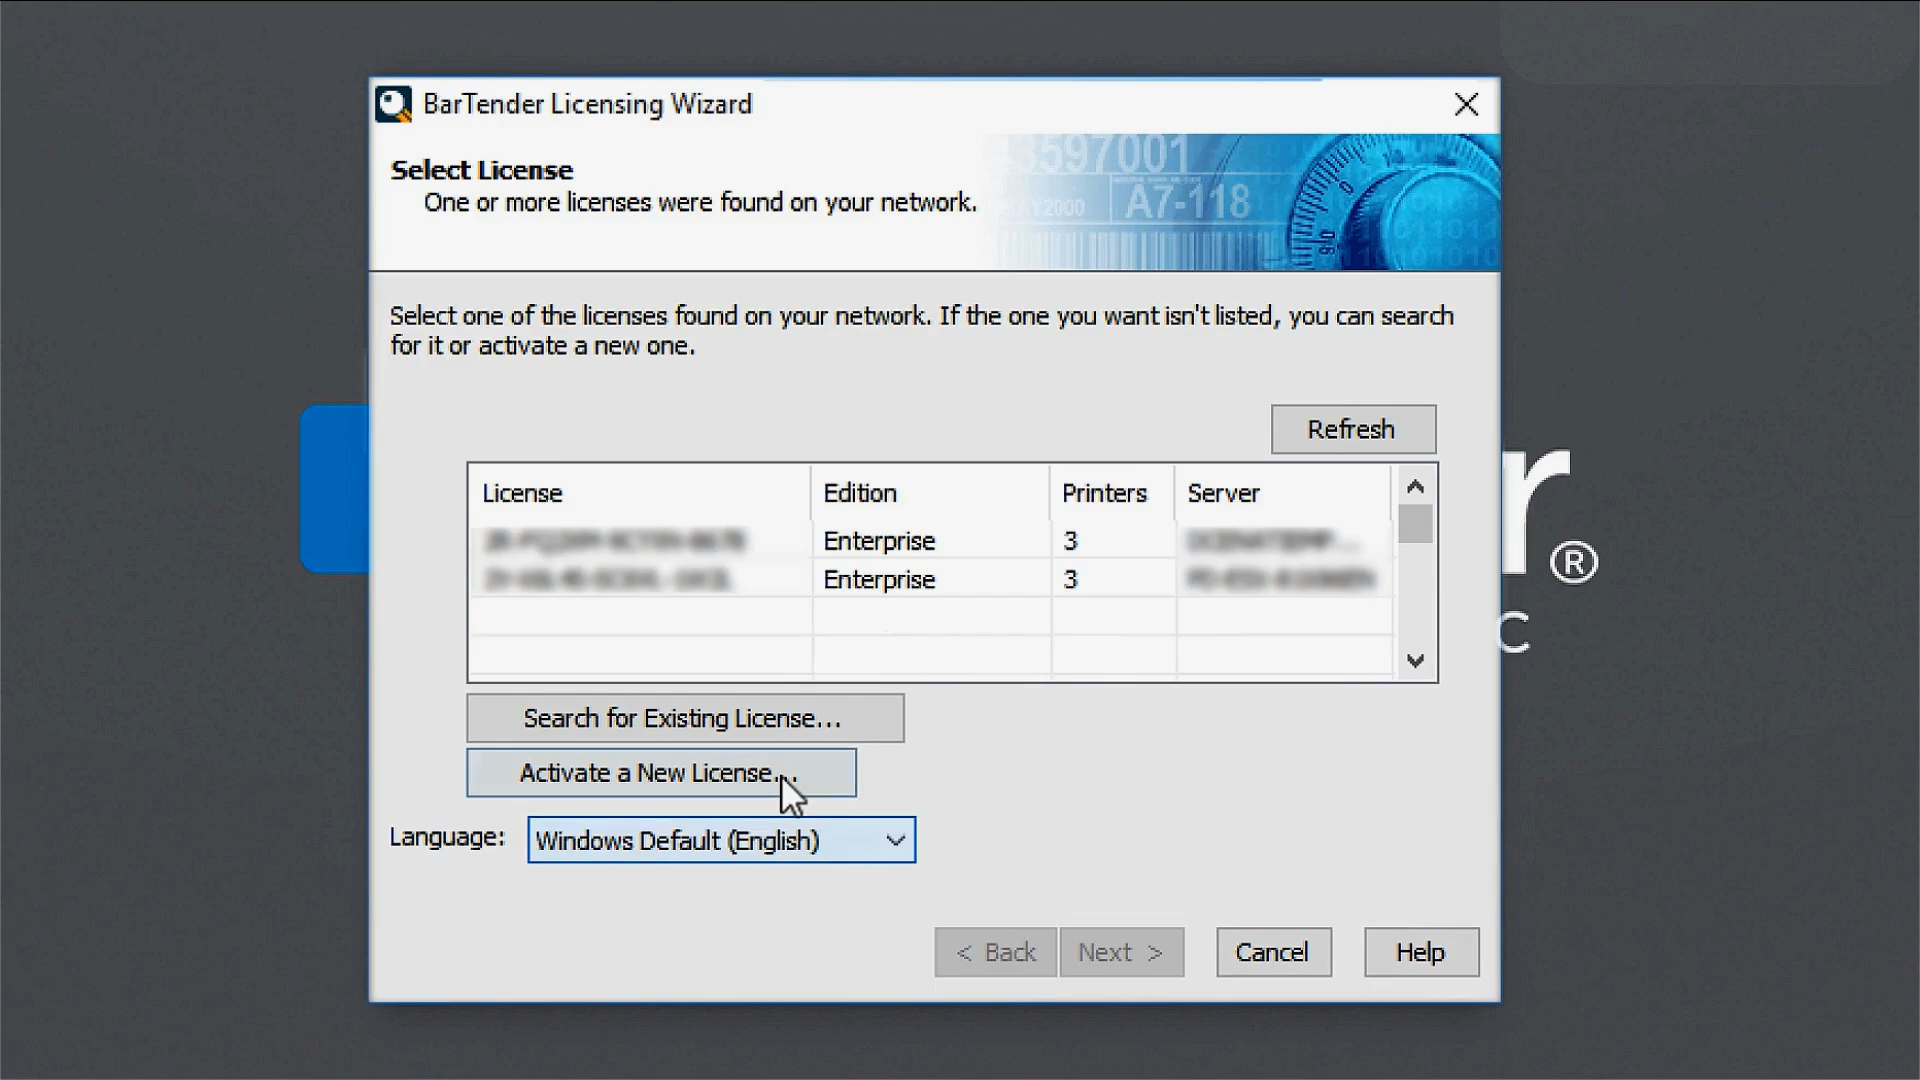 BarTender Licensing Wizard
Select License
One or more licenses were found on your network.
3597001
A7-118
Select one of the licenses found on your network. If the one you want isn't listed, you can search
for it or activate a new one.
Refresh
License Edition Printers Server
Enterprise 3
Enterprise 3
r®
c
Search for Existing License...
Activate a New License...
Language: Windows Default (English)
< Back Next > Cancel Help